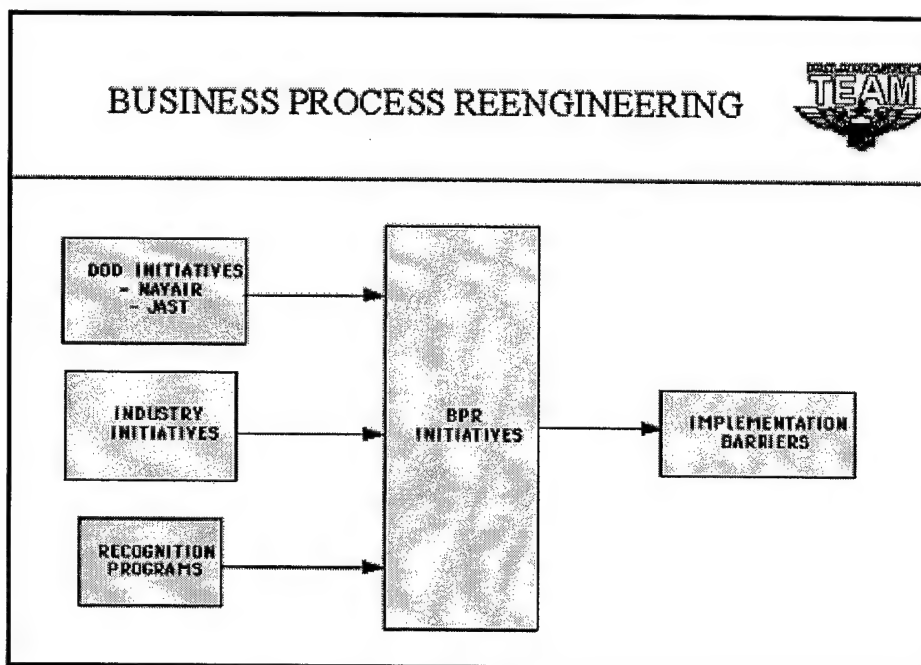 BUSINESS PROCESS REENGINEERING
TEAM
DOD INITIATIVES
- NAVAIR
- JAST
INDUSTRY
INITIATIVES
RECOGNITION
PROGRAMS
BPR
INITIATIVES
IMPLEMENTATION
BARRIERS